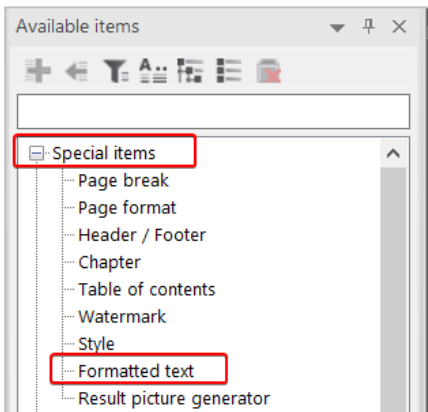 Available items
Special items
Page break
Page format
Header / Footer
Chapter
Table of contents
Watermark
Style
Formatted text
Result picture generator